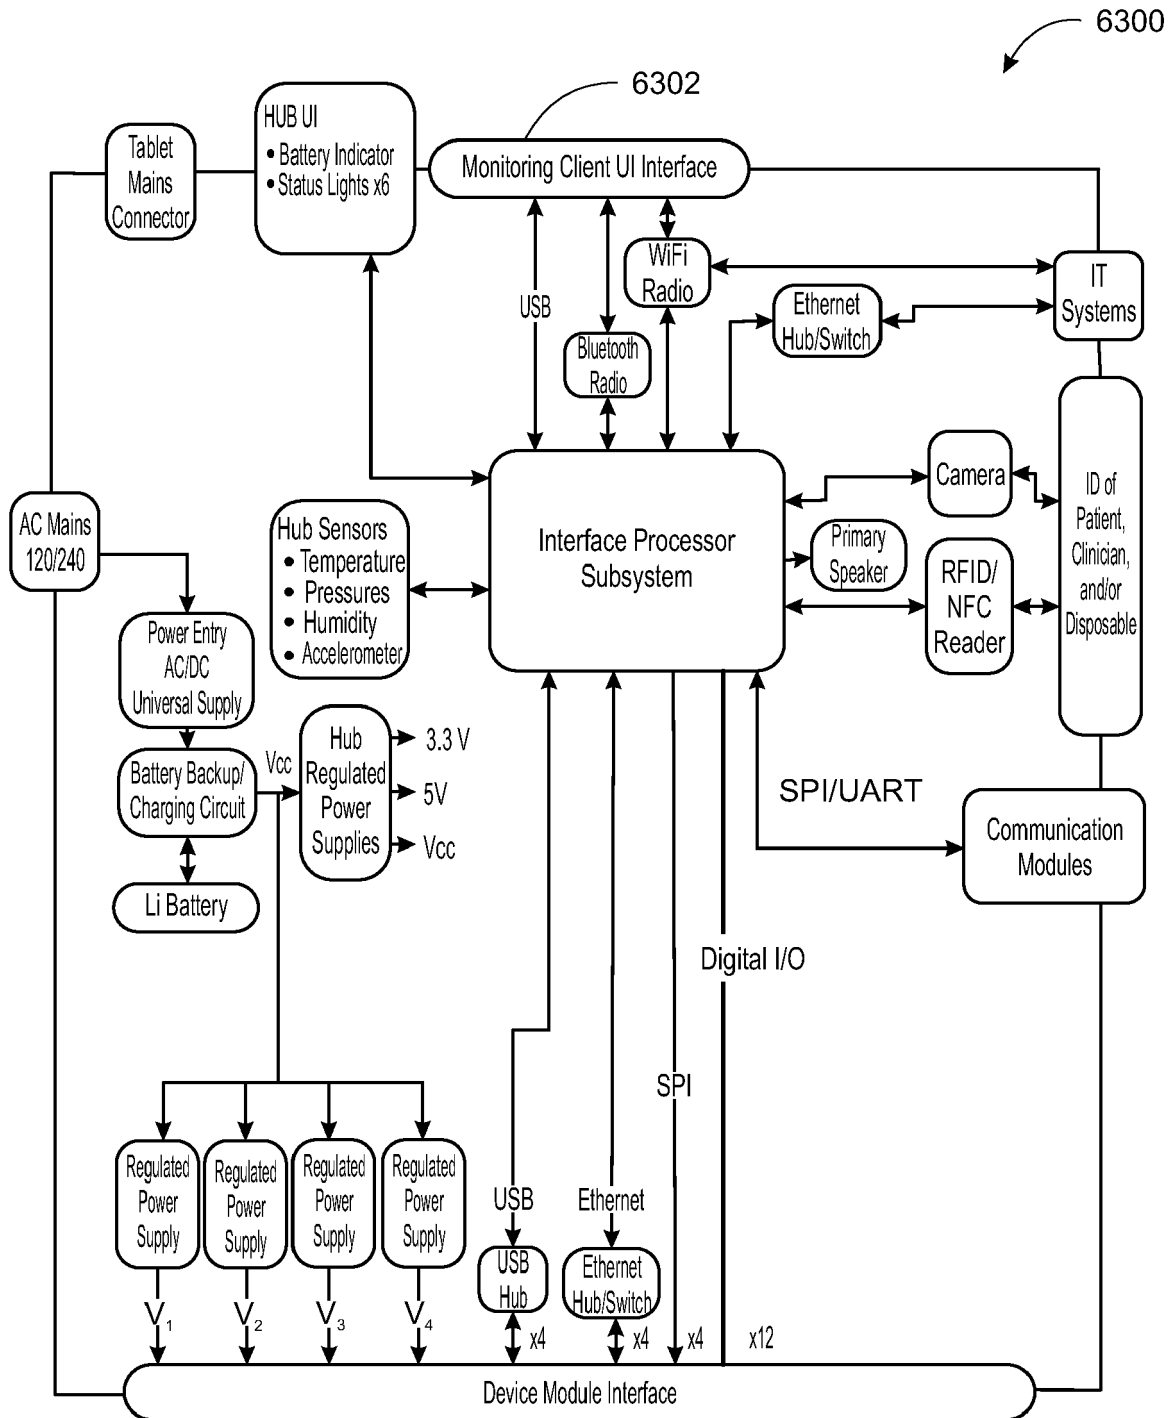 6300
6302
HUB UI
• Battery Indicator
• Status Lights x6
Tablet
Mains
Connector
Monitoring Client UI Interface
WiFi
Radio
IT
Systems
USB
Ethernet
Hub/Switch
Bluetooth
Radio
AC Mains
120/240
Hub Sensors
• Temperature
• Pressures
• Humidity
• Accelerometer
Interface Processor
Subsystem
Camera
Primary
Speaker
RFID/
NFC
Reader
ID of
Patient,
Clinician,
and/or
Disposable
Power Entry
AC/DC
Universal Supply
Battery Backup/
Charging Circuit
Vcc
Hub
Regulated
Power
Supplies
3.3 V
5V
Vcc
Li Battery
SPI/UART
Communication
Modules
Digital I/O
SPI
Regulated
Power
Supply
Regulated
Power
Supply
Regulated
Power
Supply
Regulated
Power
Supply
USB
Ethernet
USB
Hub
Ethernet
Hub/Switch
V1
V2
V3
V4
x4
x4
x4
x12
Device Module Interface